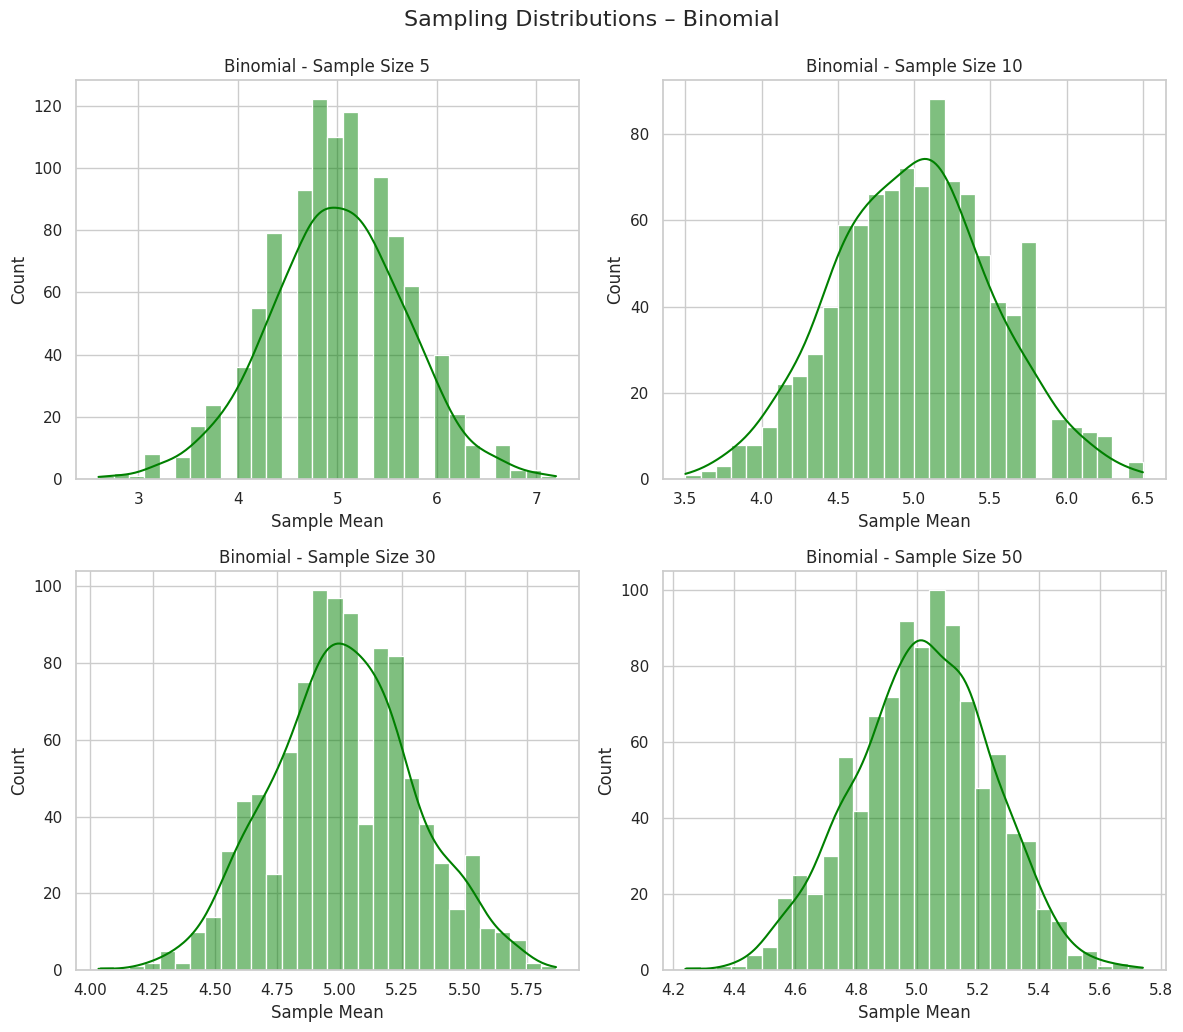 Sampling Distributions – Binomial
Binomial - Sample Size 5
120
100
80
60
40
20
0
Count
3 4 5 6 7
Sample Mean
Binomial - Sample Size 10
80
60
40
20
0
Count
3.5 4.0 4.5 5.0 5.5 6.0 6.5
Sample Mean
Binomial - Sample Size 30
100
80
60
40
20
0
Count
4.00 4.25 4.50 4.75 5.00 5.25 5.50 5.75
Sample Mean
Binomial - Sample Size 50
100
80
60
40
20
0
Count
4.2 4.4 4.6 4.8 5.0 5.2 5.4 5.6 5.8
Sample Mean